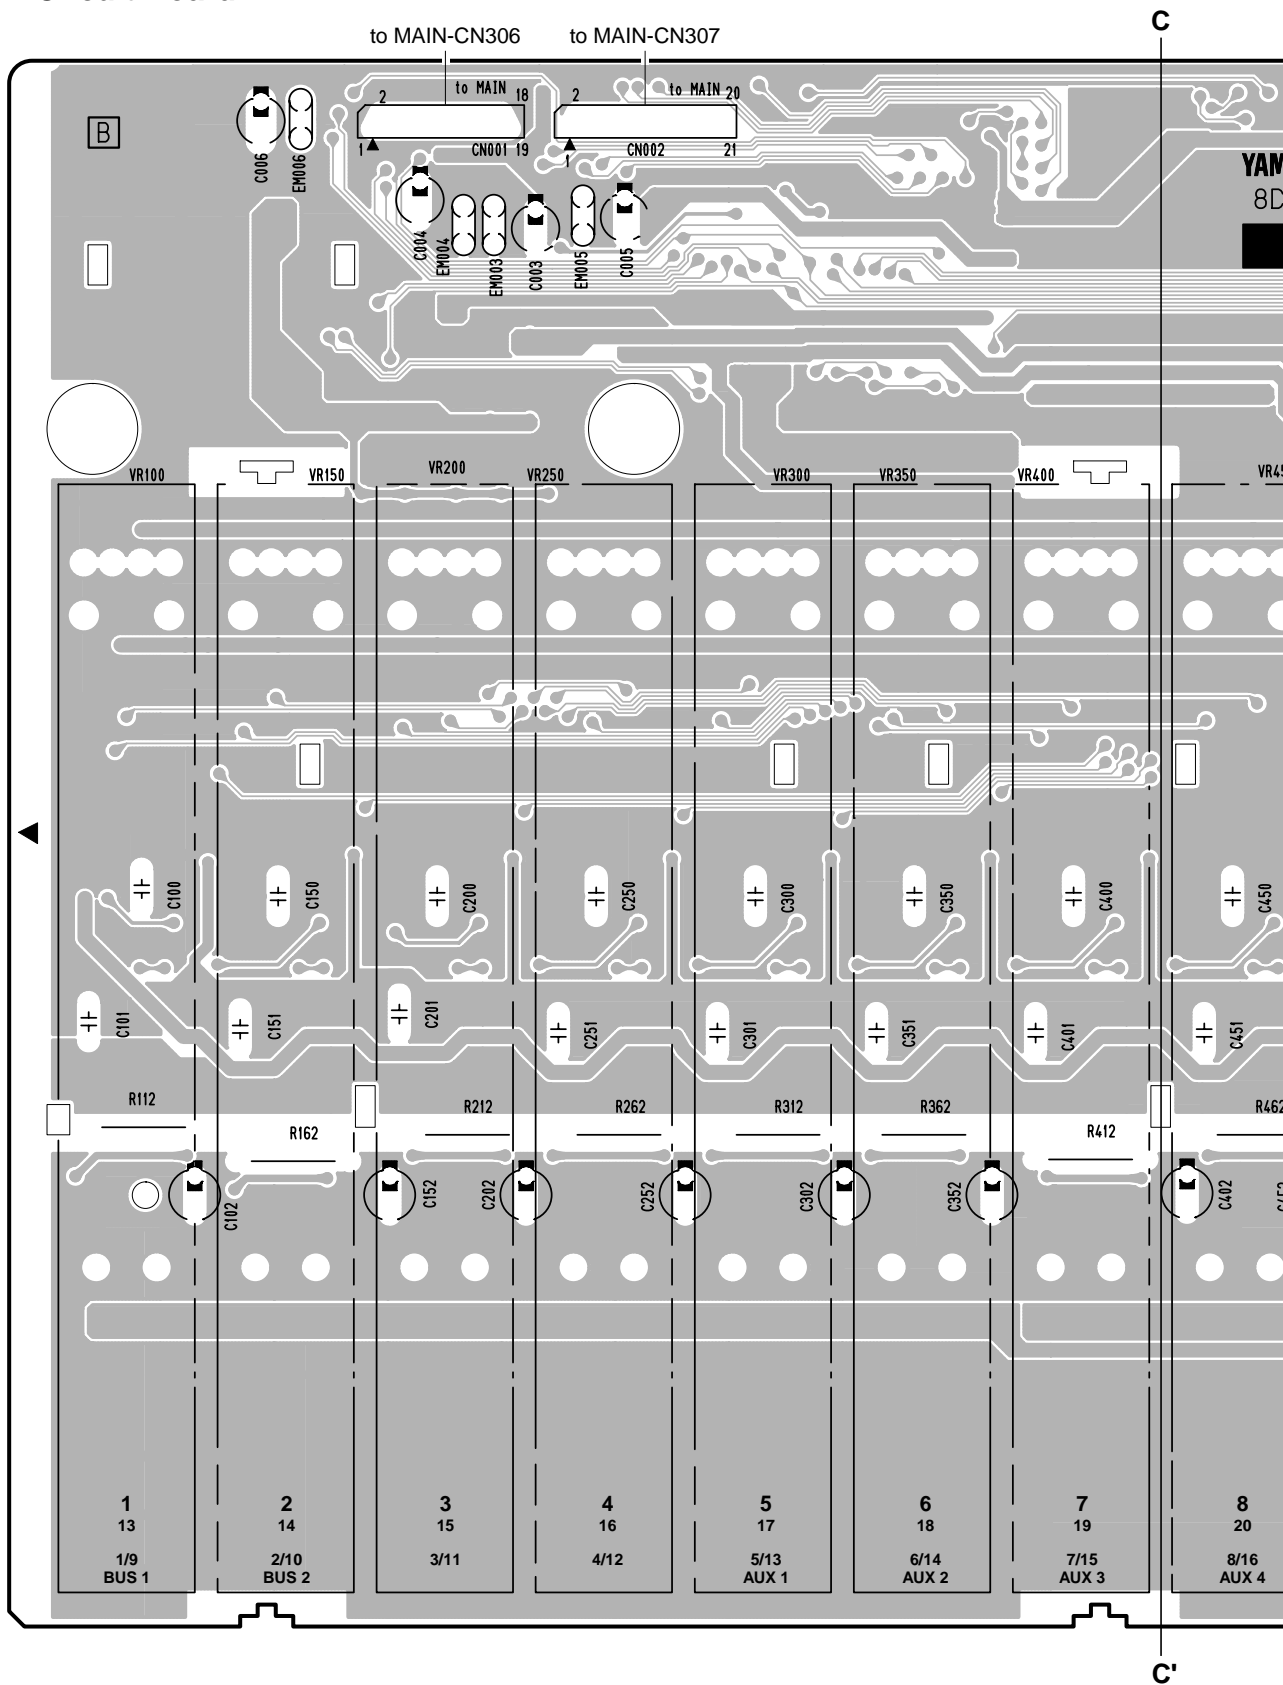 C
to MAIN-CN306
to MAIN-CN307
to MAIN
2
18
to MAIN
2
20
B
1
CN001
19
1
CN002
21
C006
EM006
YAM
8D
C004
EM004
EM003
C003
EM005
C005
VR100
VR150
VR200
VR250
VR300
VR350
VR400
VR45
C100
C150
C200
C250
C300
C350
C400
C450
C101
C151
C201
C251
C301
C351
C401
C451
R112
R162
R212
R262
R312
R362
R412
R462
C102
C152
C202
C252
C302
C352
C402
1
2
3
4
5
6
7
8
13
14
15
16
17
18
19
20
1/9
2/10
3/11
4/12
5/13
6/14
7/15
8/16
BUS 1
BUS 2
AUX 1
AUX 2
AUX 3
AUX 4
C'